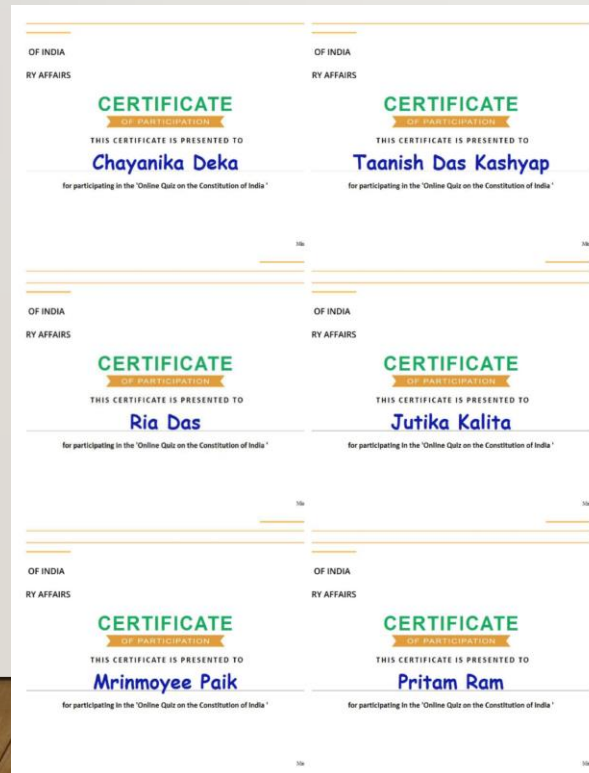 OF INDIA
RY AFFAIRS
CERTIFICATE
OF PARTICIPATION
THIS CERTIFICATE IS PRESENTED TO
Chayanika Deka
for participating in the 'Online Quiz on the Constitution of India '
OF INDIA
RY AFFAIRS
CERTIFICATE
OF PARTICIPATION
THIS CERTIFICATE IS PRESENTED TO
Taanish Das Kashyap
for participating in the 'Online Quiz on the Constitution of India '
OF INDIA
RY AFFAIRS
CERTIFICATE
OF PARTICIPATION
THIS CERTIFICATE IS PRESENTED TO
Ria Das
for participating in the 'Online Quiz on the Constitution of India '
OF INDIA
RY AFFAIRS
CERTIFICATE
OF PARTICIPATION
THIS CERTIFICATE IS PRESENTED TO
Jutika Kalita
for participating in the 'Online Quiz on the Constitution of India '
OF INDIA
RY AFFAIRS
CERTIFICATE
OF PARTICIPATION
THIS CERTIFICATE IS PRESENTED TO
Mrinmoyee Paik
for participating in the 'Online Quiz on the Constitution of India '
OF INDIA
RY AFFAIRS
CERTIFICATE
OF PARTICIPATION
THIS CERTIFICATE IS PRESENTED TO
Pritam Ram
for participating in the 'Online Quiz on the Constitution of India '